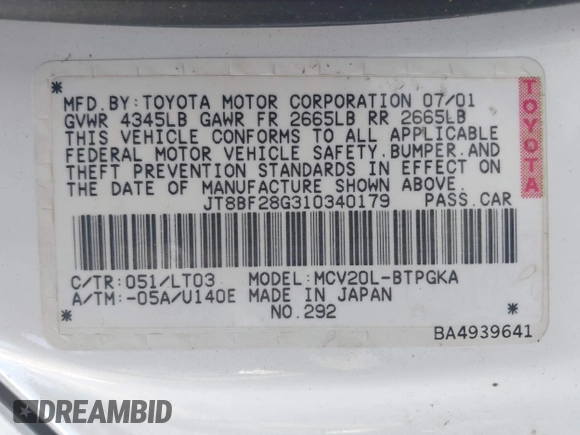 MFD.BY:TOYOTA MOTOR CORPORATION 07/01
GVWR 4345LB GAWR FR 2665LB RR 2665LB
THIS VEHICLE CONFORMS TO ALL APPLICABLE
FEDERAL MOTOR VEHICLE SAFETY,BUMPER,AND
THEFT PREVENTION STANDARDS IN EFFECT ON
THE DATE OF MANUFACTURE SHOWN ABOVE.
JT8BF28G310340179 PASS.CAR
TOYOTA
C/TR:051/LT03 MODEL:MCV20L-BTPGKA
A/TM:-05A/U140E MADE IN JAPAN
NO.292
BA4939641
DREAMBID